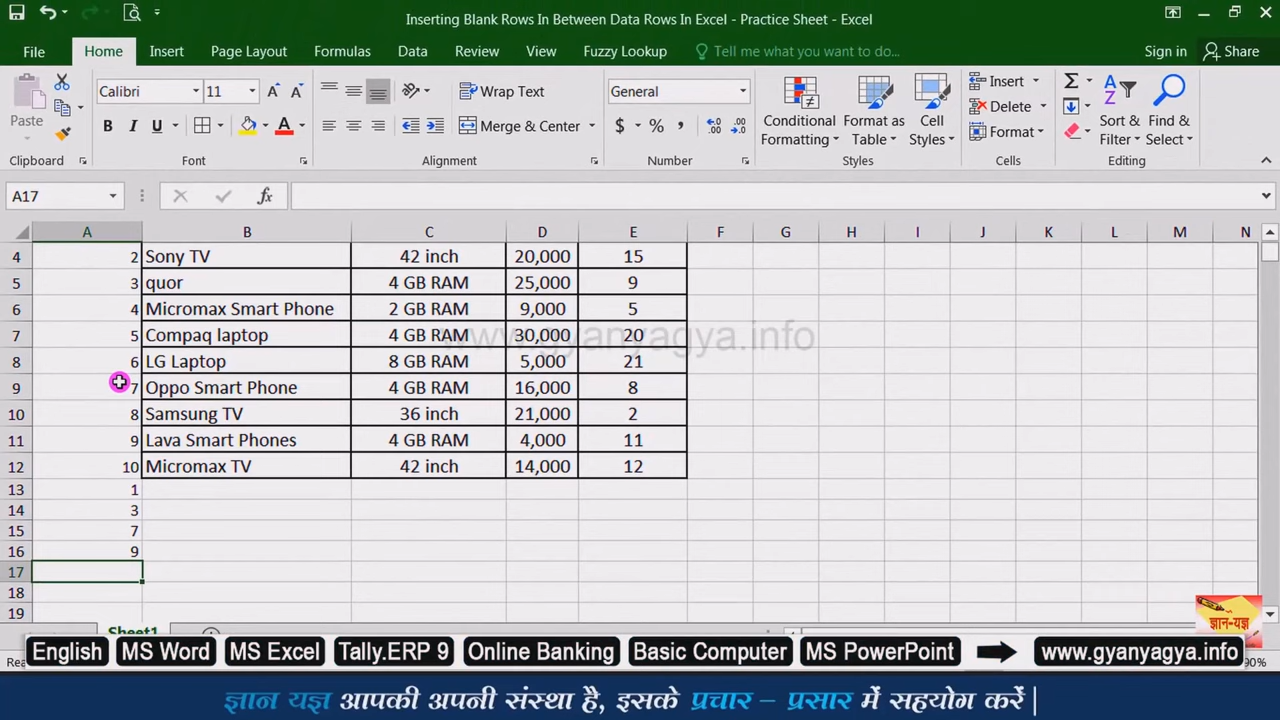 Inserting Blank Rows In Between Data Rows In Excel - Practice Sheet - Excel
File Home Insert Page Layout Formulas Data Review View Fuzzy Lookup Tell me what you want to do... Sign in Share
Calibri 11 Wrap Text General Insert
Paste B I U Merge & Center $ % , Conditional Formatting Format as Table Cell Styles Delete Sort & Filter Find & Select
Format
Clipboard Font Alignment Number Styles Cells Editing
A17 fx
A B C D E F G H I J K L M N
4 2 Sony TV 42 inch 20,000 15
5 3 quor 4 GB RAM 25,000 9
6 4 Micromax Smart Phone 2 GB RAM 9,000 5
7 5 Compaq laptop 4 GB RAM 30,000 20
www.gyanyagya.info
8 6 LG Laptop 8 GB RAM 5,000 21
9 7 Oppo Smart Phone 4 GB RAM 16,000 8
10 8 Samsung TV 36 inch 21,000 2
11 9 Lava Smart Phones 4 GB RAM 4,000 11
12 10 Micromax TV 42 inch 14,000 12
13 1
14 3
15 7
16 9
17
18
19
ज्ञान-यज्ञ
Sheet1
English MS Word MS Excel Tally.ERP 9 Online Banking Basic Computer MS PowerPoint www.gyanyagya.info
90%
ज्ञान यज्ञ आपकी अपनी संस्था है, इसके प्रचार – प्रसार में सहयोग करें |